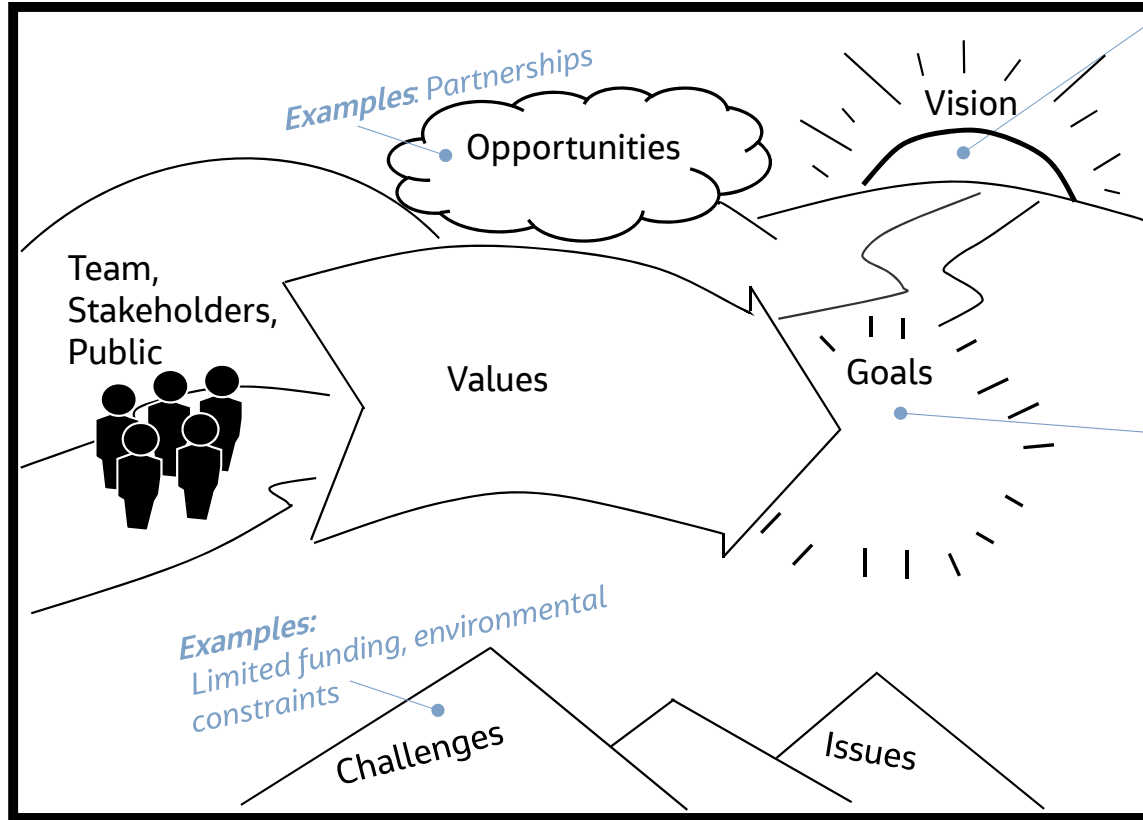 Examples: Partnerships
Vision
Opportunities
Team,
Stakeholders,
Public
Values
Goals
Examples:
Limited funding, environmental
constraints
Challenges
Issues